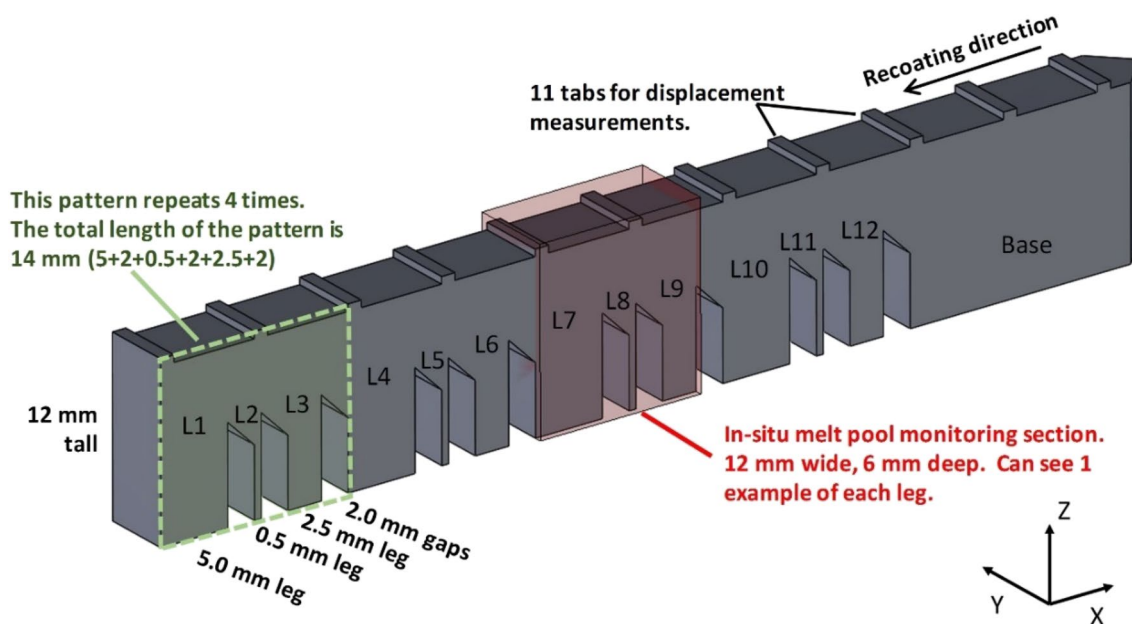 Recoating direction
11 tabs for displacement
measurements.
This pattern repeats 4 times.
The total length of the pattern is
14 mm (5+2+0.5+2+2.5+2)
12 mm
tall
L1
L2
L3
L4
L5
L6
L7
L8
L9
L10
L11
L12
Base
2.0 mm gaps
2.5 mm leg
0.5 mm leg
5.0 mm leg
In-situ melt pool monitoring section.
12 mm wide, 6 mm deep.  Can see 1
example of each leg.
Z
Y
X